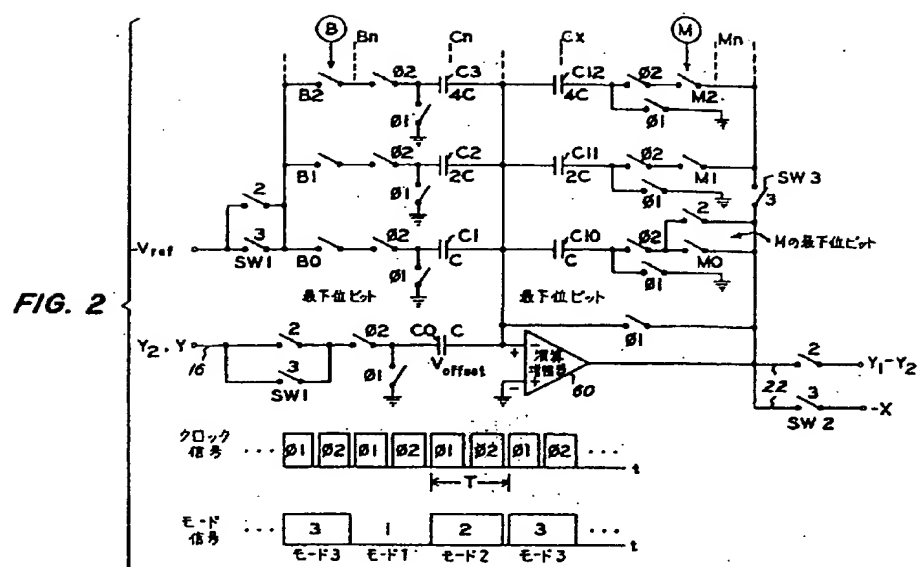 2
B Bn Cn Cx M Mn
B2 Ø2 C3 4C C12 4C Ø2 M2
Ø1 Ø1
B1 Ø2 C2 2C C11 2C Ø2 M1
SW3
Ø1 Ø1 3
2 2
-Vref 3 SW1 B0 Ø2 C1 C C10 C Ø2 M0 Mの最下位ビット
Ø1 Ø1
FIG. 2
最下位ビット 最下位ビット
Ø1
Y2, Y 2 Ø2 C0 C
16 3 SW1 Ø1 Voffset + - 演算増幅器 60 2 Y1-Y2
- + 22 3 -X
SW2
クロック信号 ... Ø1 Ø2 Ø1 Ø2 Ø1 Ø2 Ø1 Ø2 ... t
T
モード信号 ... 3 1 2 3 ... t
モード3 モード1 モード2 モード3